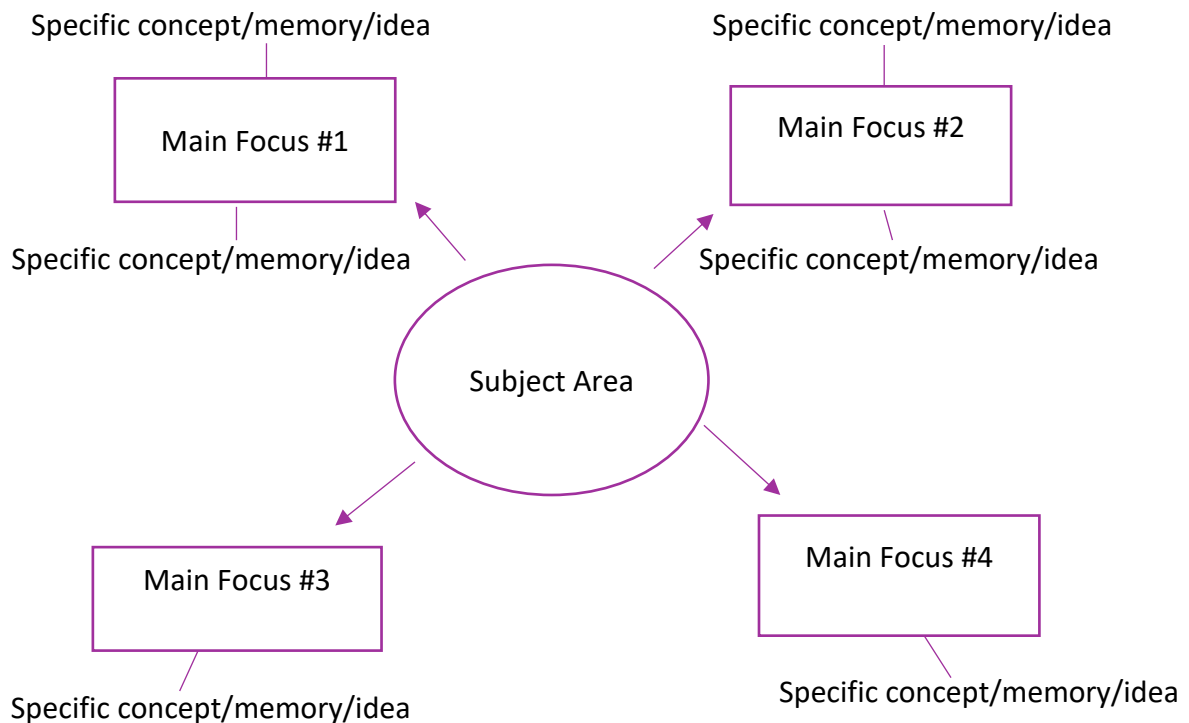 Specific concept/memory/idea
Specific concept/memory/idea
Main Focus #1
Main Focus #2
Specific concept/memory/idea
Specific concept/memory/idea
Subject Area
Main Focus #3
Main Focus #4
Specific concept/memory/idea
Specific concept/memory/idea